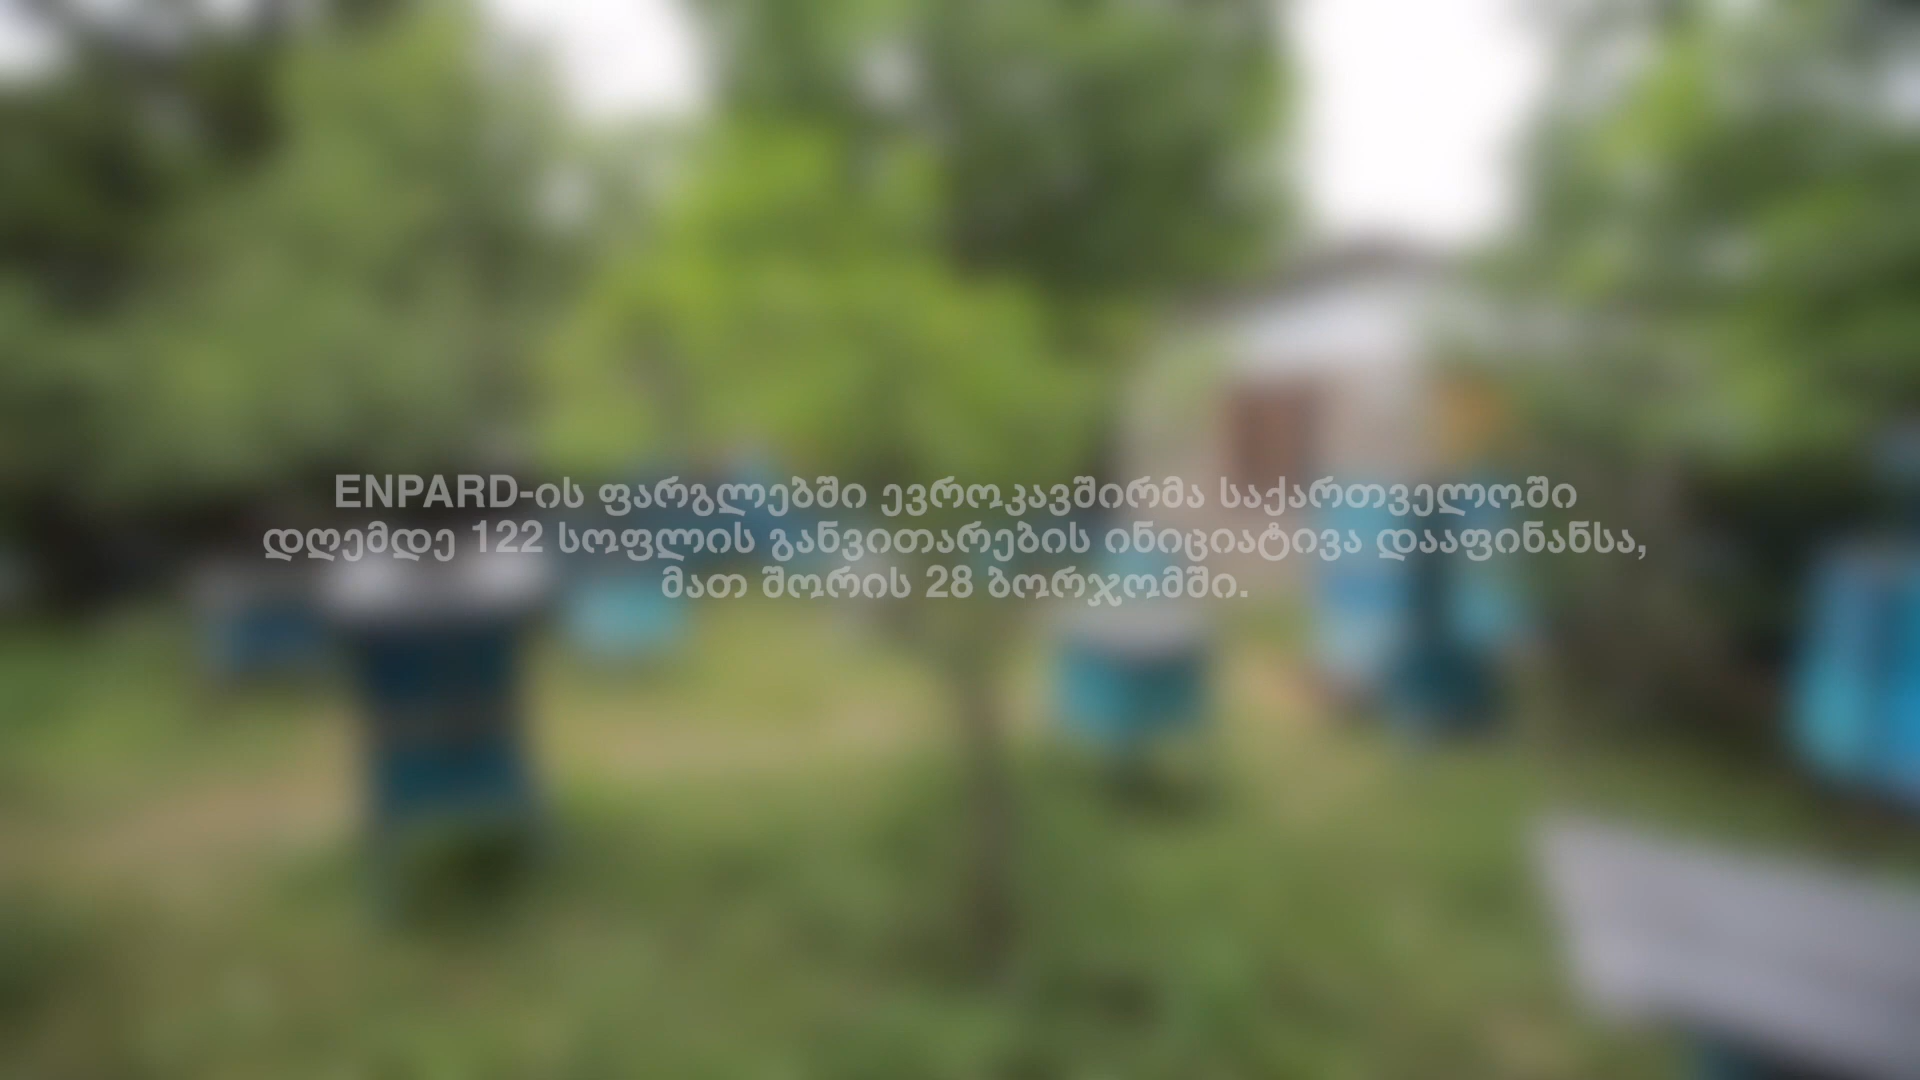 ENPARD-ის ფარგლებში ევროკავშირმა საქართველოში
დღემდე 122 სოფლის განვითარების ინიციატივა დააფინანსა,
მათ შორის 28 ბორჯომში.